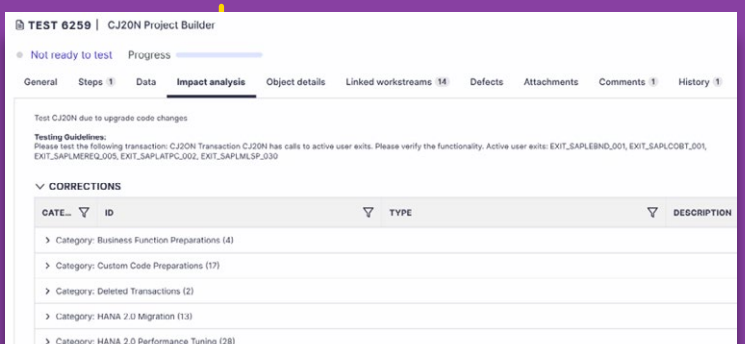 TEST 6259 | CJ20N Project Builder
Not ready to test Progress
General Steps 1 Data Impact analysis Object details Linked workstreams 14 Defects Attachments Comments 1 History 1
Test CJ20N due to upgrade code changes
Testing Guidelines:
Please test the following transaction: CJ20N Transaction CJ20N has calls to active user exits. Please verify the functionality. Active user exits: EXIT_SAPLEBND_001, EXIT_SAPLCOBT_001,
EXIT_SAPLMEREQ_005, EXIT_SAPLATPC_002, EXIT_SAPLMLSP_030
CORRECTIONS
CATE... ID TYPE DESCRIPTION
Category: Business Function Preparations (4)
Category: Custom Code Preparations (17)
Category: Deleted Transactions (2)
Category: HANA 2.0 Migration (13)
Category: HANA 2.0 Performance Tuning (28)